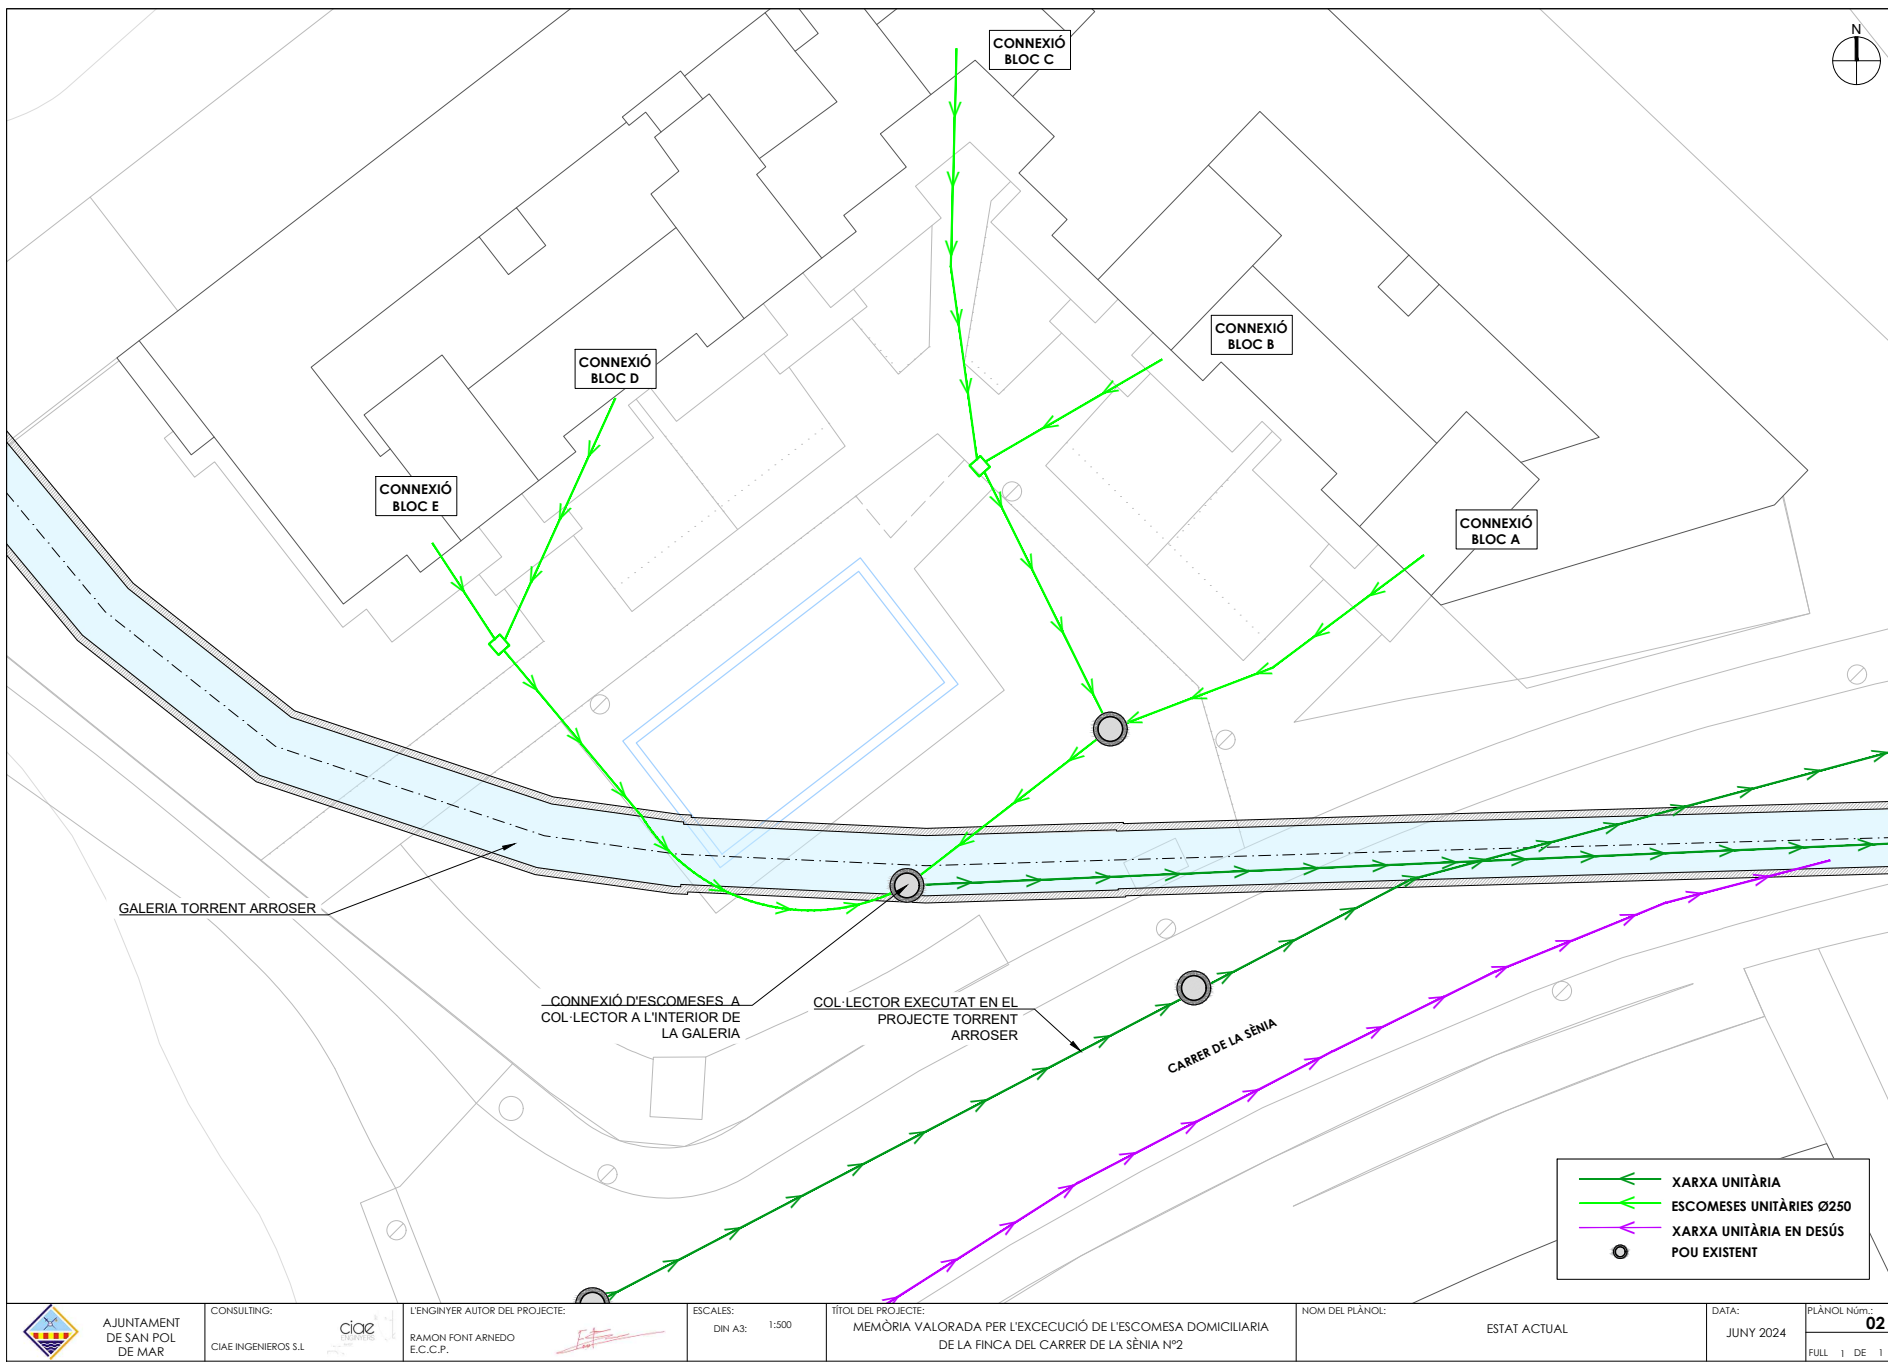 CONNEXIÓ
BLOC C
N
CONNEXIÓ
BLOC B
CONNEXIÓ
BLOC D
CONNEXIÓ
BLOC E
CONNEXIÓ
BLOC A
GALERIA TORRENT ARROSER
CONNEXIÓ D'ESCOMESES A
COL·LECTOR A L'INTERIOR DE
LA GALERIA
COL·LECTOR EXECUTAT EN EL
PROJECTE TORRENT
ARROSER
CARRER DE LA SÈNIA
XARXA UNITÀRIA
ESCOMESES UNITÀRIES Ø250
XARXA UNITÀRIA EN DESÚS
POU EXISTENT
AJUNTAMENT
DE SAN POL
DE MAR
CONSULTING:
ciae
CIAE INGENIEROS S.L
L'ENGINYER AUTOR DEL PROJECTE:
RAMON FONT ARNEDO
E.C.C.P.
ESCALES:
DIN A3: 1:500
TÍTOL DEL PROJECTE:
MEMÒRIA VALORADA PER L'EXCECUCIÓ DE L'ESCOMESA DOMICILIARIA
DE LA FINCA DEL CARRER DE LA SÈNIA Nº2
NOM DEL PLÀNOL:
ESTAT ACTUAL
DATA:
JUNY 2024
PLÀNOL Núm.:
02
FULL 1 DE 1